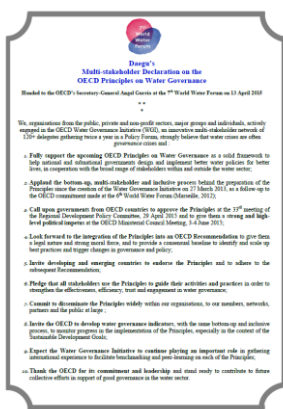 7th
World
Water
Forum
Daegu's
Multi-stakeholder Declaration on the
OECD Principles on Water Governance
Handed to the OECD's Secretary-General Angel Gurría at the 7th World Water Forum on 13 April 2015
* *
*
We, organisations from the public, private and non-profit sectors, major groups and individuals, actively
engaged in the OECD Water Governance Initiative (WGI), an innovative multi-stakeholder network of
120+ delegates gathering twice a year in a Policy Forum, strongly believe that water crises are often
governance crises and :
1. Fully support the upcoming OECD Principles on Water Governance as a solid framework to
help national and subnational governments design and implement better water policies for better
lives, in cooperation with the broad range of stakeholders within and outside the water sector;
2. Applaud the bottom-up, multi-stakeholder and inclusive process behind the preparation of the
Principles since the creation of the Water Governance Initiative on 27 March 2013, as a follow-up to
the OECD commitment made at the 6th World Water Forum (Marseille, 2012);
3. Call upon government from OECD countries to approve the Principles at the 33rd meeting of
the Regional Development Policy Committee, 29 April 2015 and to give them a strong and high-
level political impetus at the OECD Ministerial Council Meeting, 3-4 June 2015;
4. Look forward to the integration of the Principles into an OECD Recommendation to give them
a legal nature and strong moral force, and to provide a consensual baseline to identify and scale up
best practices and trigger changes in governance and policy;
5. Invite developing and emerging countries to endorse the Principles and to adhere to the
subsequent Recommendation;
6. Pledge that all stakeholders use the Principles to guide their activities and practices in order to
strengthen the effectiveness, efficiency, trust and engagement in water governance;
7. Commit to disseminate the Principles widely within our organisations, to our members, networks,
partners and the public at large ;
8. Invite the OECD to develop water governance indicators, with the same bottom-up and inclusive
process, to monitor progress in the implementation of the Principles, especially in the context of the
Sustainable Development Goals;
9. Expect the Water Governance Initiative to continue playing an important role in gathering
international experience to facilitate benchmarking and peer-learning on each of the Principles;
10. Thank the OECD for its commitment and leadership and stand ready to contribute to future
collective efforts in support of good governance in the water sector.